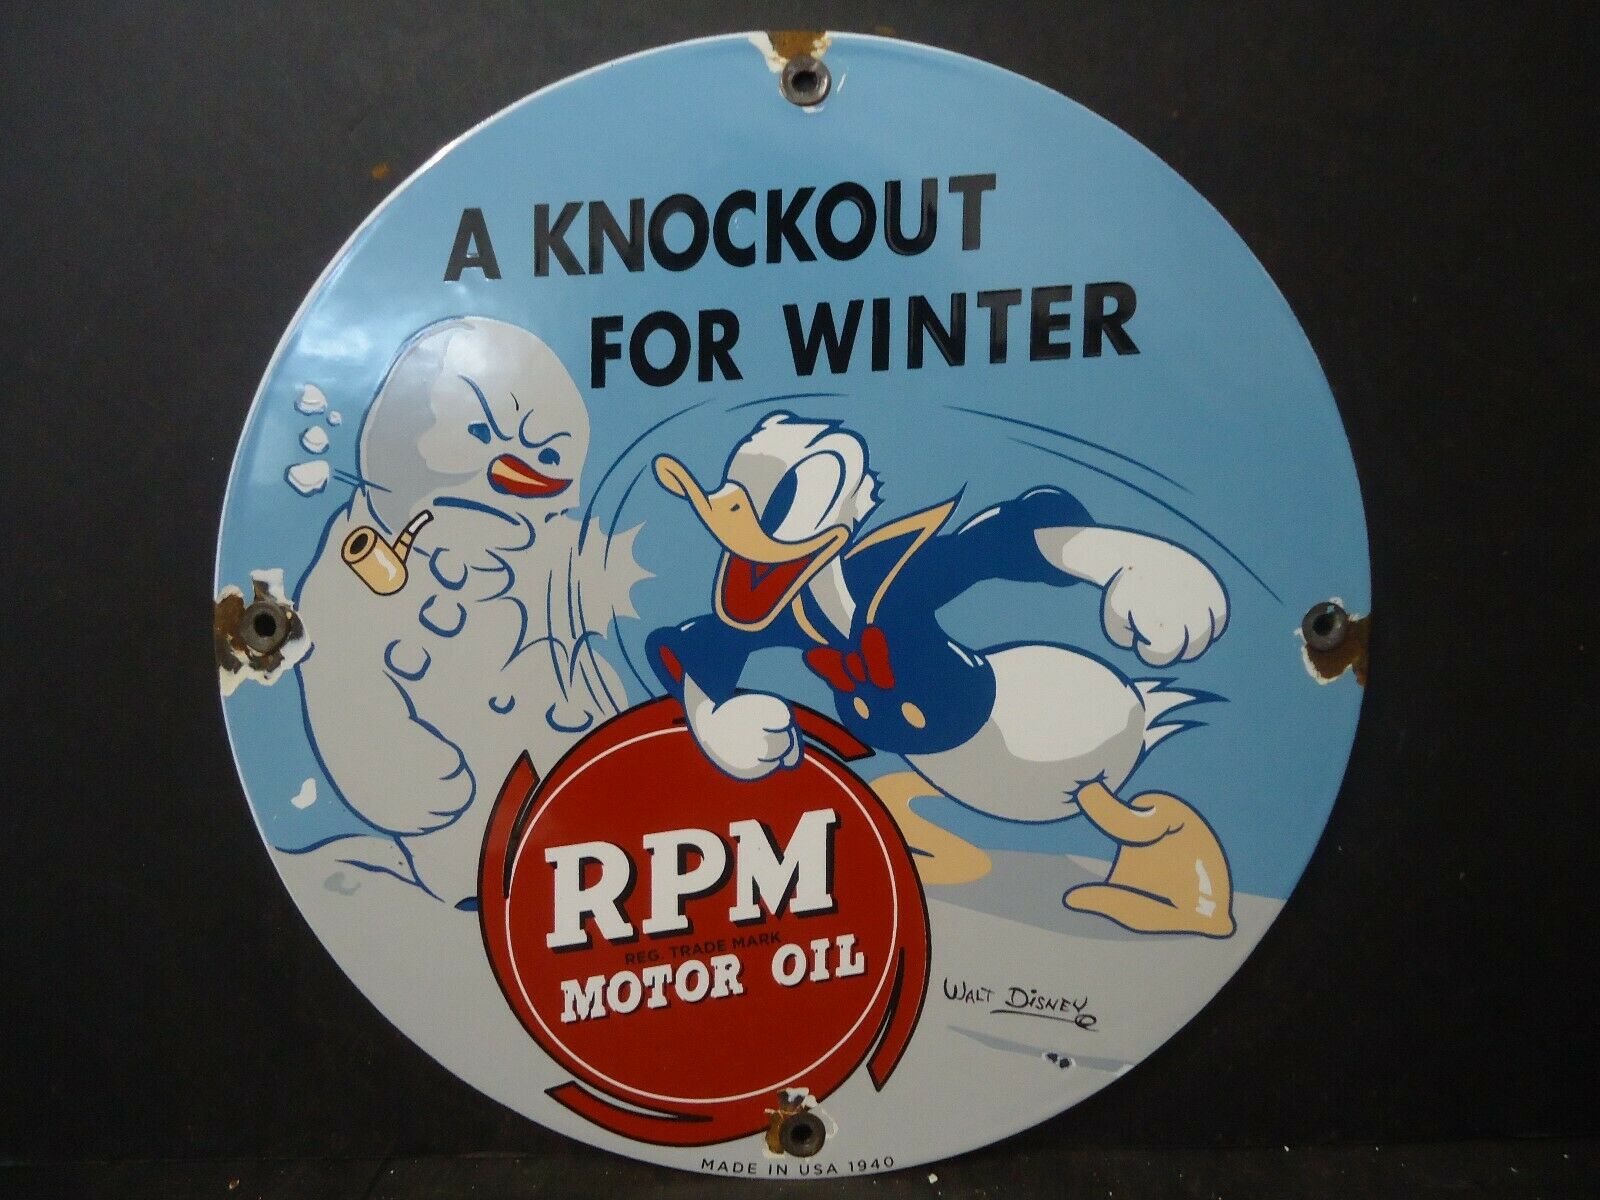 A KNOCKOUT
FOR WINTER
RPM
REG. TRADE MARK
MOTOR OIL
WALT DISNEY
MADE IN USA 1940